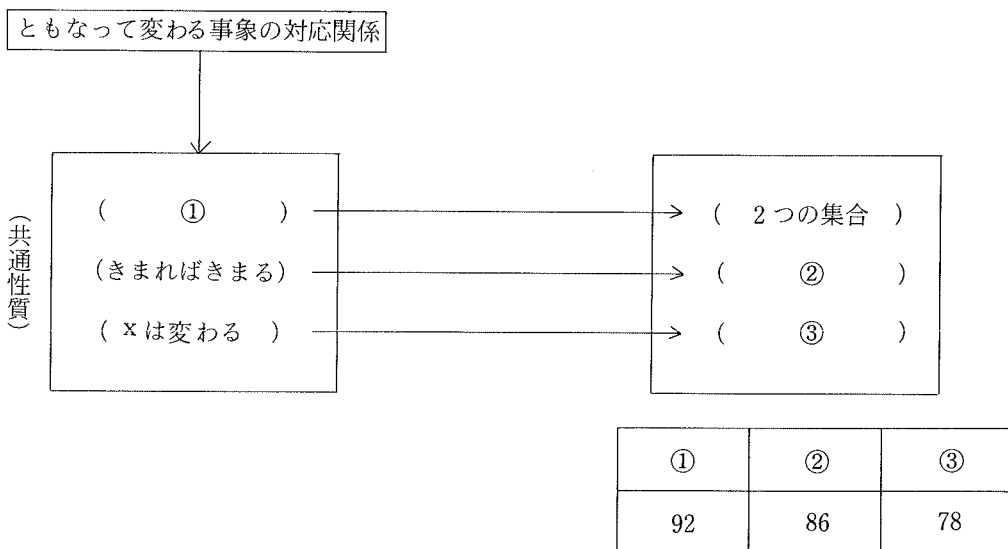 ともなって変わる事象の対応関係
(共通性質)
( ① ) ( 2つの集合 )
(きまればきまる) ( ② )
( xは変わる ) ( ③ )
① ② ③
92 86 78